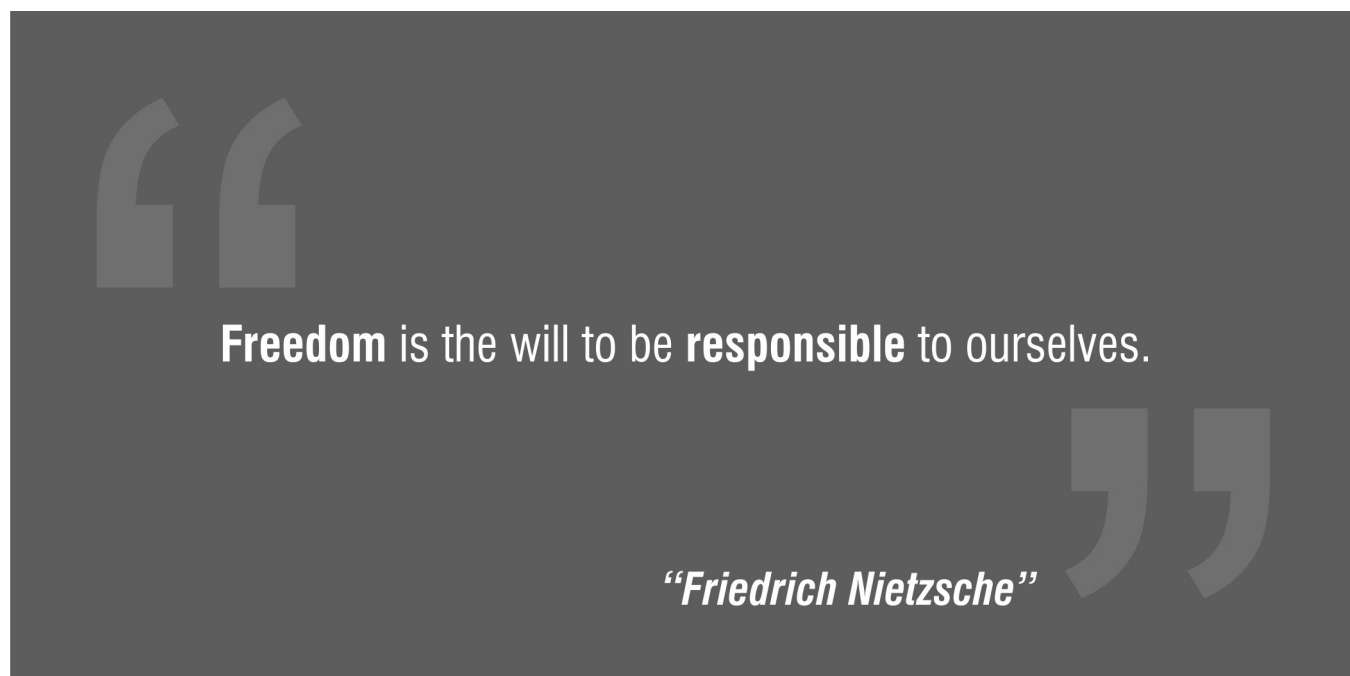 Freedom is the will to be responsible to ourselves.
“Friedrich Nietzsche”